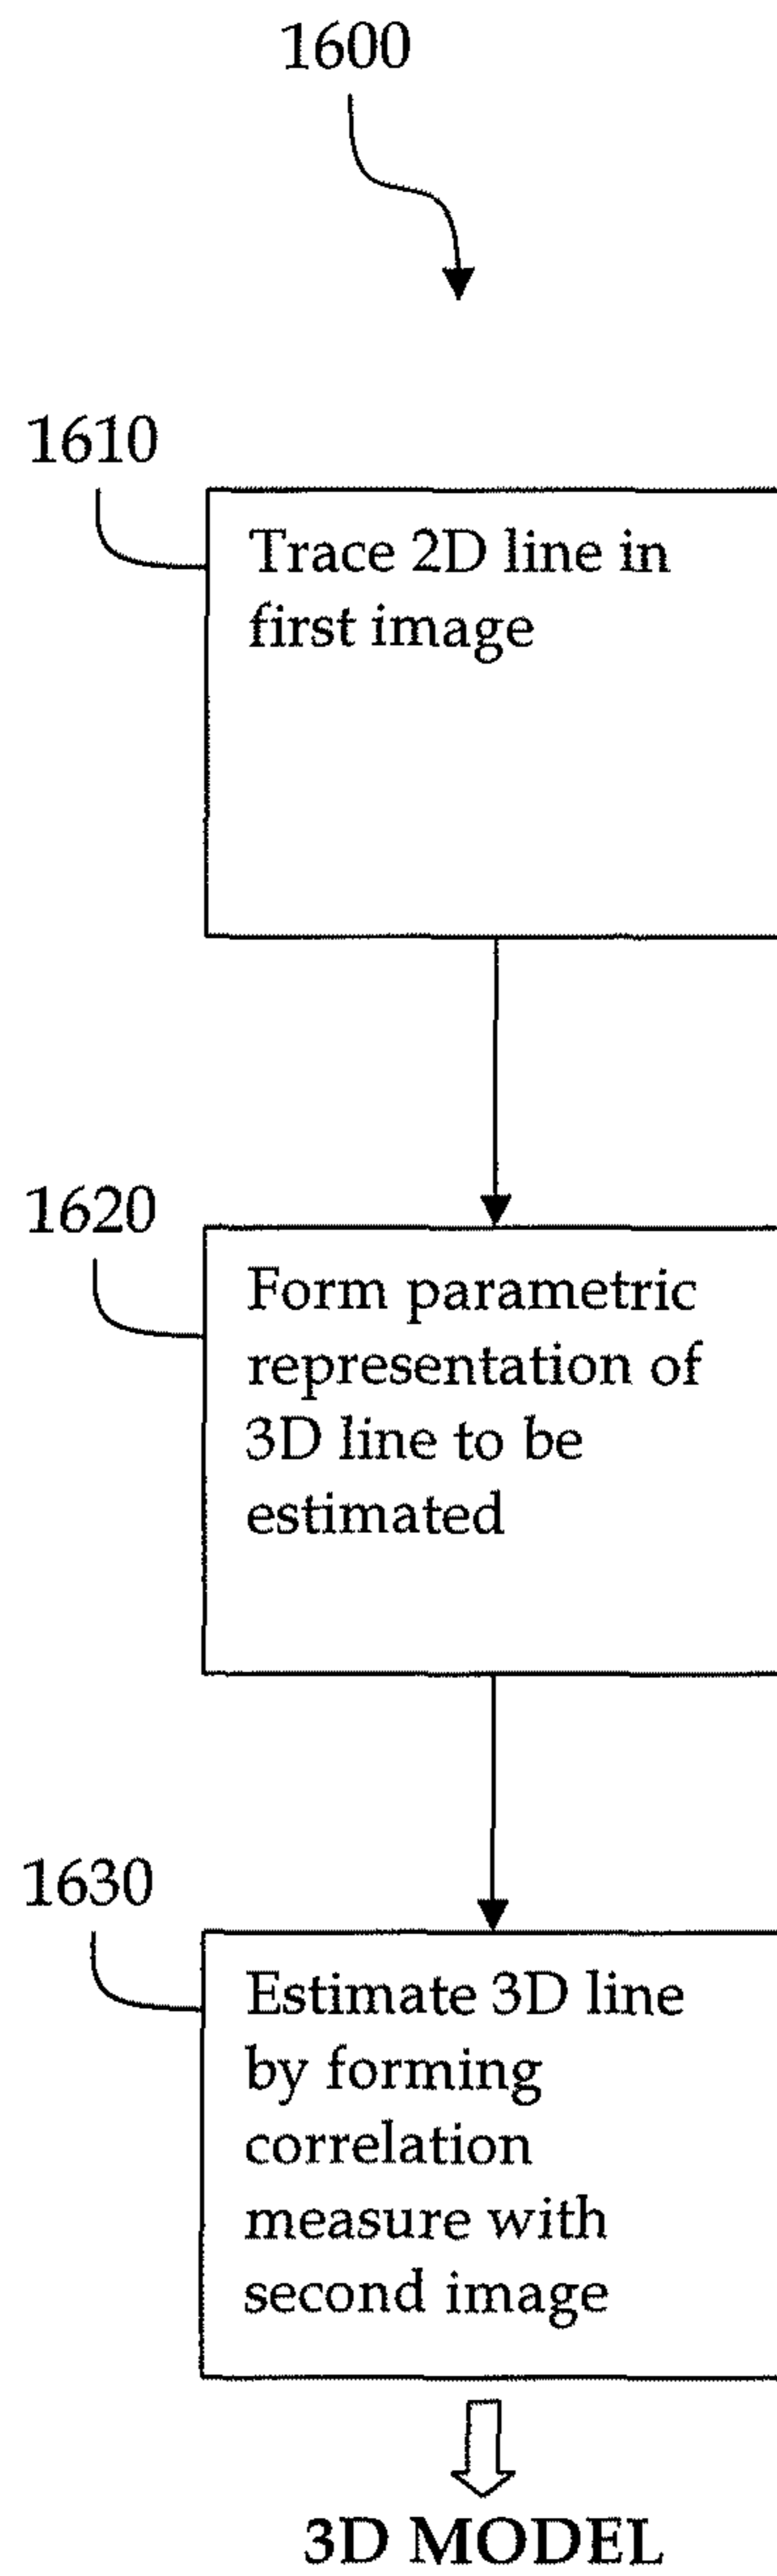 1600
1610
Trace 2D line in
first image
1620
Form parametric
representation of
3D line to be
estimated
1630
Estimate 3D line
by forming
correlation
measure with
second image
3D MODEL